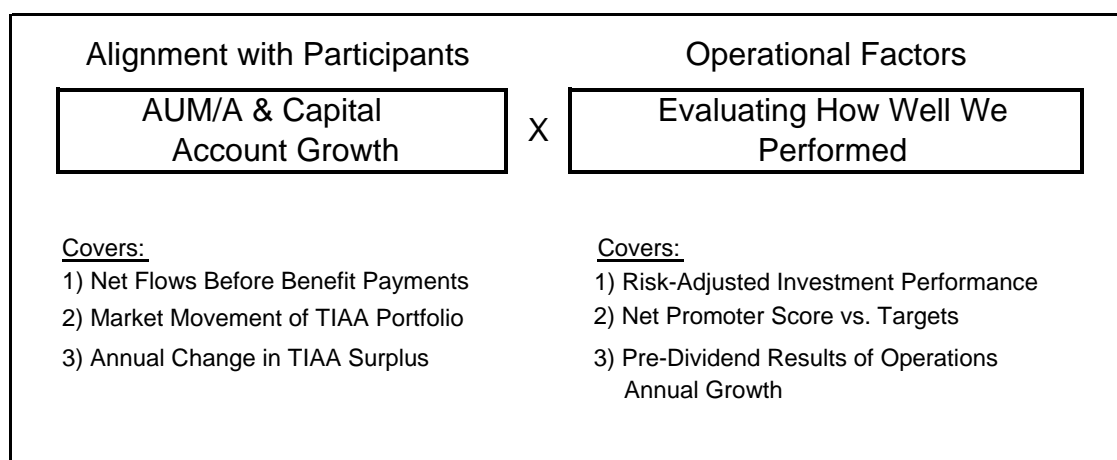 Alignment with Participants
AUM/A & Capital
Account Growth
X
Operational Factors
Evaluating How Well We
Performed
Covers:
1) Net Flows Before Benefit Payments
2) Market Movement of TIAA Portfolio
3) Annual Change in TIAA Surplus
Covers:
1) Risk-Adjusted Investment Performance
2) Net Promoter Score vs. Targets
3) Pre-Dividend Results of Operations
Annual Growth